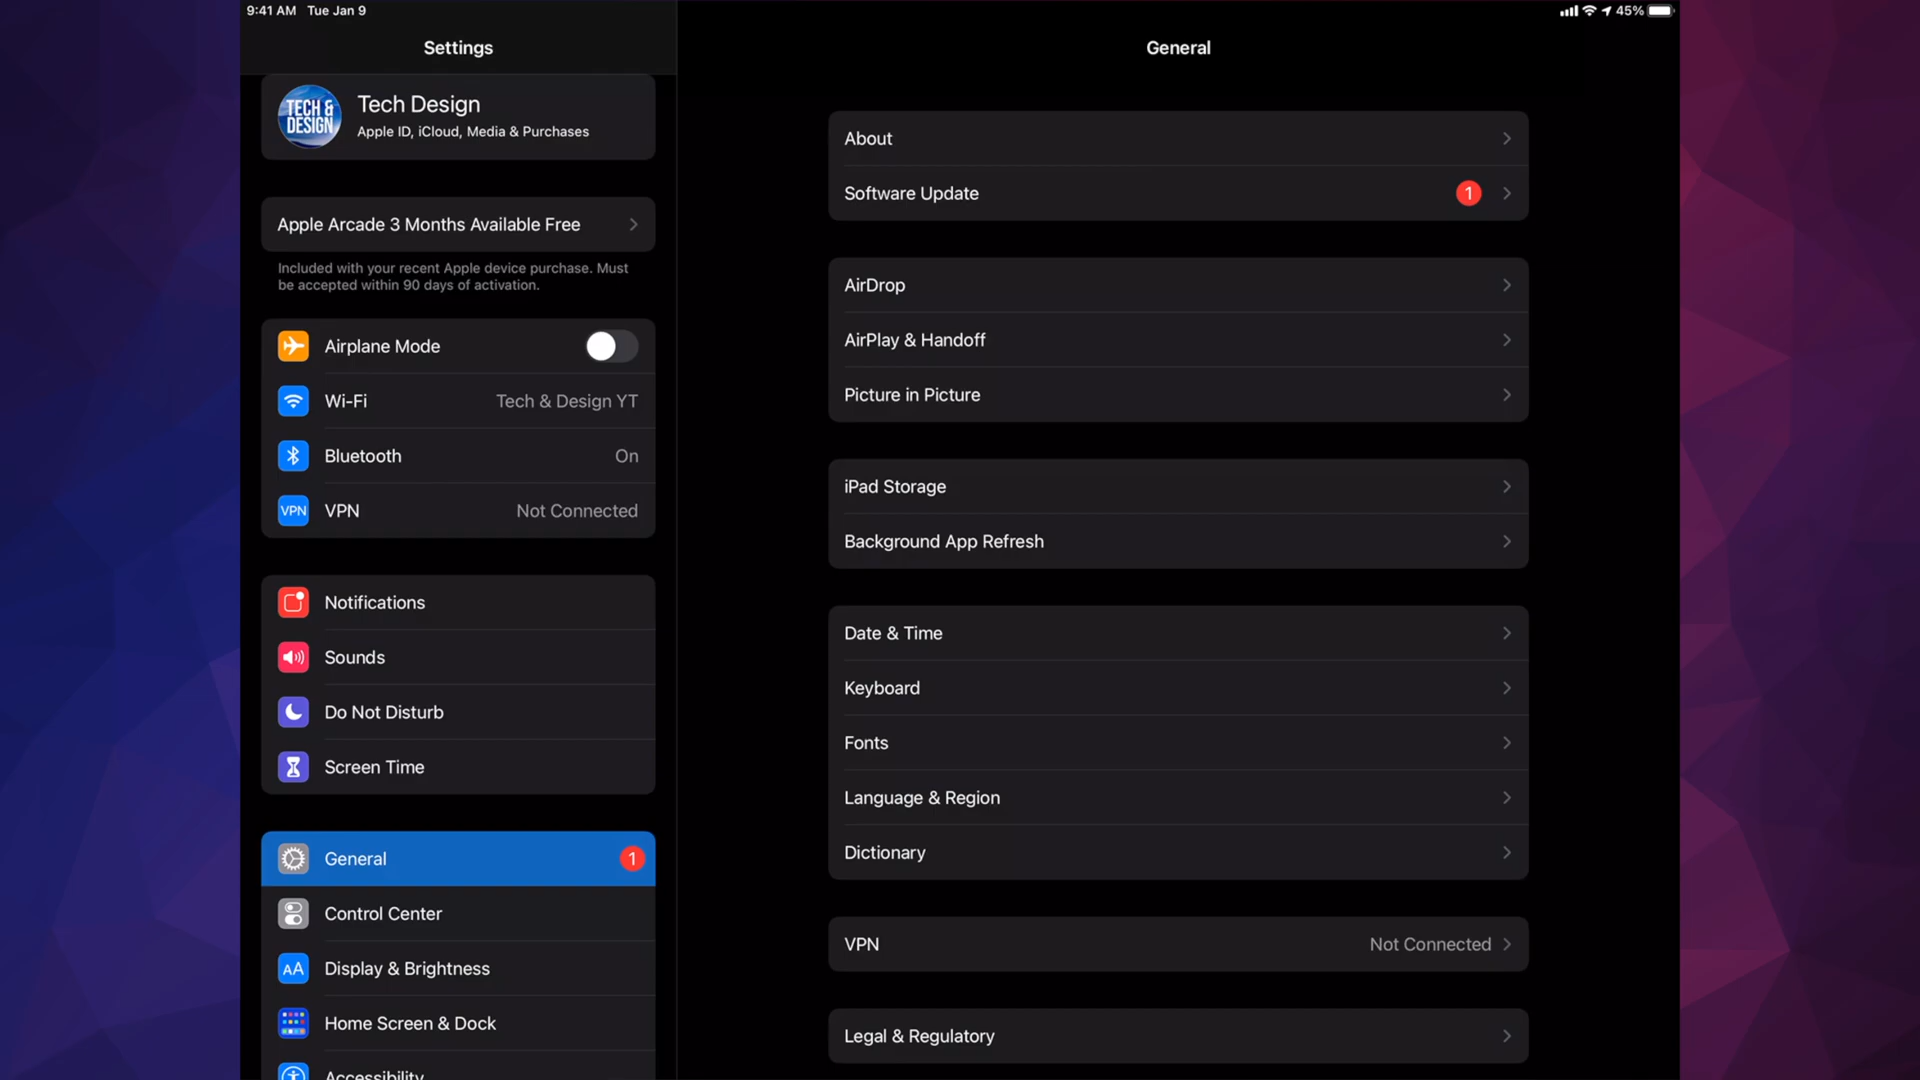 9:41 AM Tue Jan 9
45%
Settings
TECH &
DESIGN
Tech Design
Apple ID, iCloud, Media & Purchases
Apple Arcade 3 Months Available Free
Included with your recent Apple device purchase. Must
be accepted within 90 days of activation.
Airplane Mode
Wi-Fi Tech & Design YT
Bluetooth On
VPN VPN Not Connected
Notifications
Sounds
Do Not Disturb
Screen Time
General 1
Control Center
AA Display & Brightness
Home Screen & Dock
Accessibility
General
About
Software Update 1
AirDrop
AirPlay & Handoff
Picture in Picture
iPad Storage
Background App Refresh
Date & Time
Keyboard
Fonts
Language & Region
Dictionary
VPN Not Connected
Legal & Regulatory